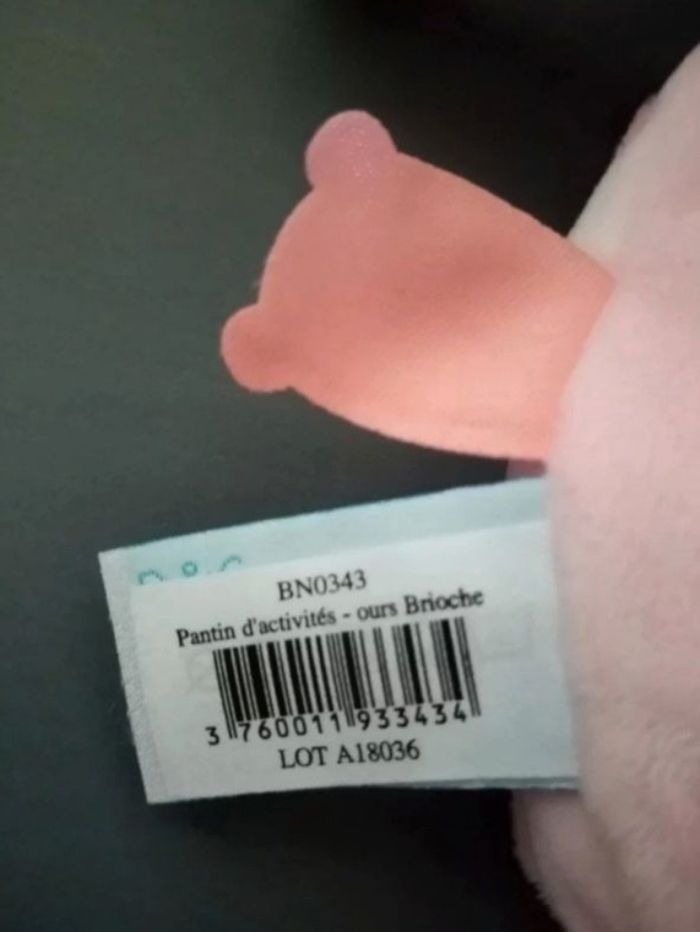 BN0343
Pantin d'activités - ours Brioche
3 760011 933434
LOT A18036